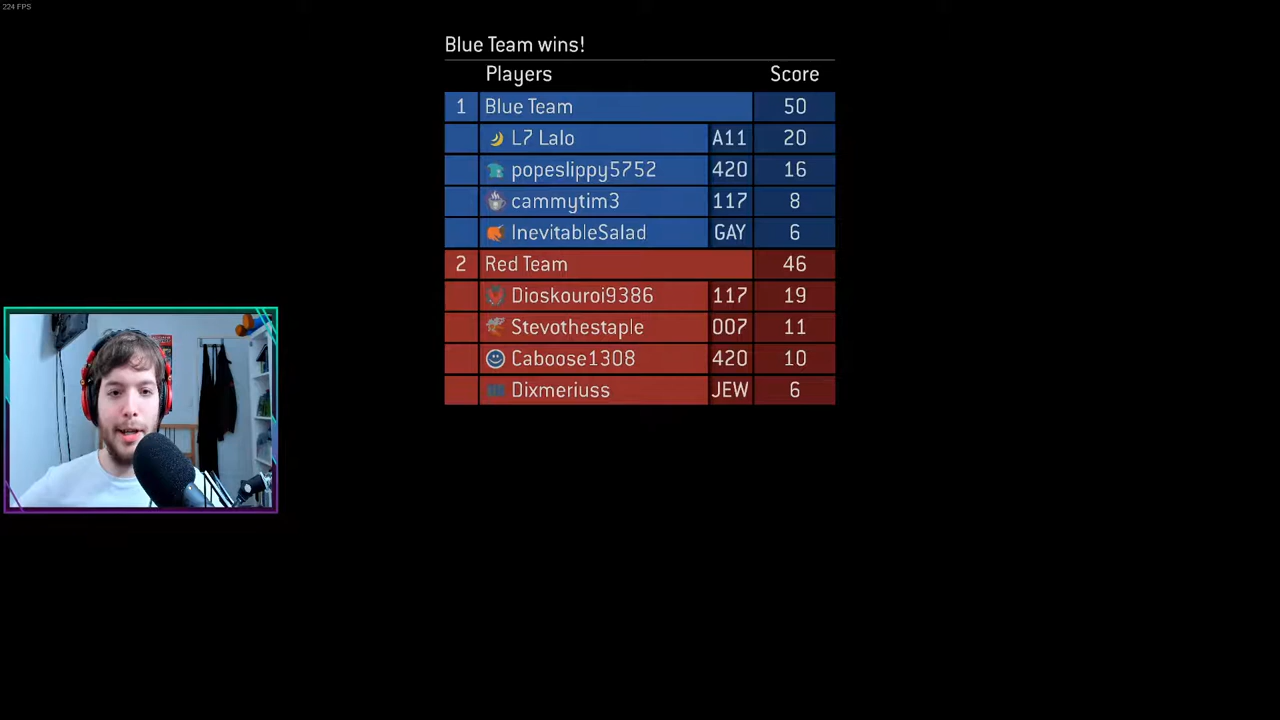 224 FPS
Blue Team wins!
Players Score
1 Blue Team 50
L7 Lalo A11 20
popeslippy5752 420 16
cammytim3 117 8
InevitableSalad GAY 6
2 Red Team 46
Dioskouroi9386 117 19
Stevothestaple 007 11
Caboose1308 420 10
Dixmeriuss JEW 6